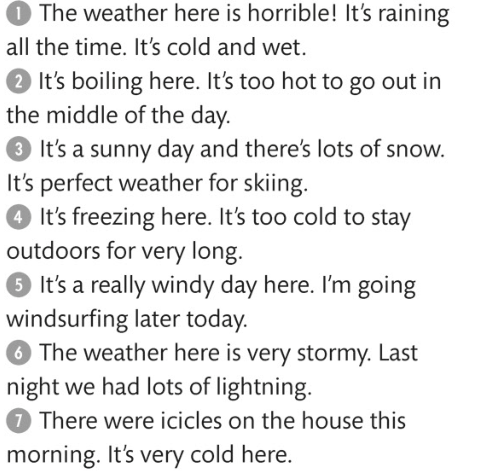 1 The weather here is horrible! It's raining
all the time. It's cold and wet.
2 It's boiling here. It's too hot to go out in
the middle of the day.
3 It's a sunny day and there's lots of snow.
It's perfect weather for skiing.
4 It's freezing here. It's too cold to stay
outdoors for very long.
5 It's a really windy day here. I'm going
windsurfing later today.
6 The weather here is very stormy. Last
night we had lots of lightning.
7 There were icicles on the house this
morning. It's very cold here.